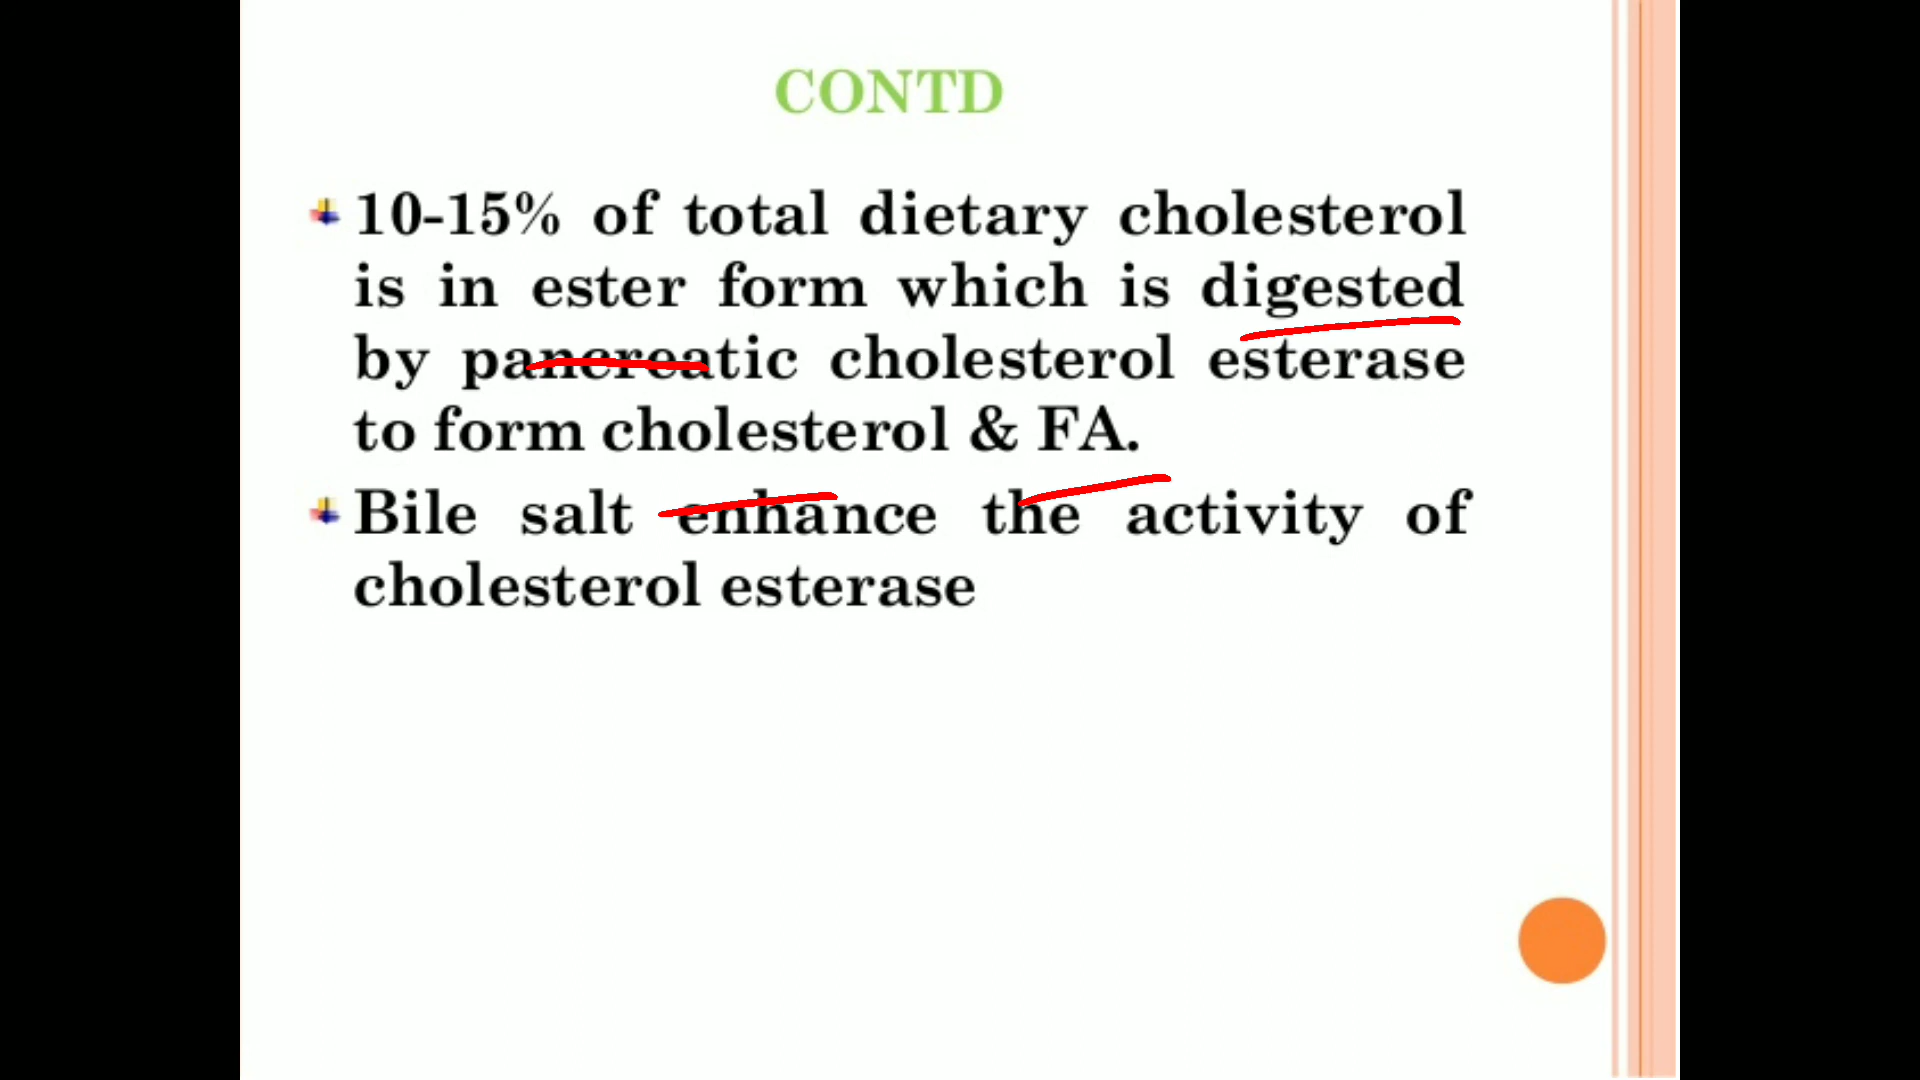 CONTD
10-15% of total dietary cholesterol
is in ester form which is digested
by pancreatic cholesterol esterase
to form cholesterol & FA.
Bile salt enhance the activity of
cholesterol esterase